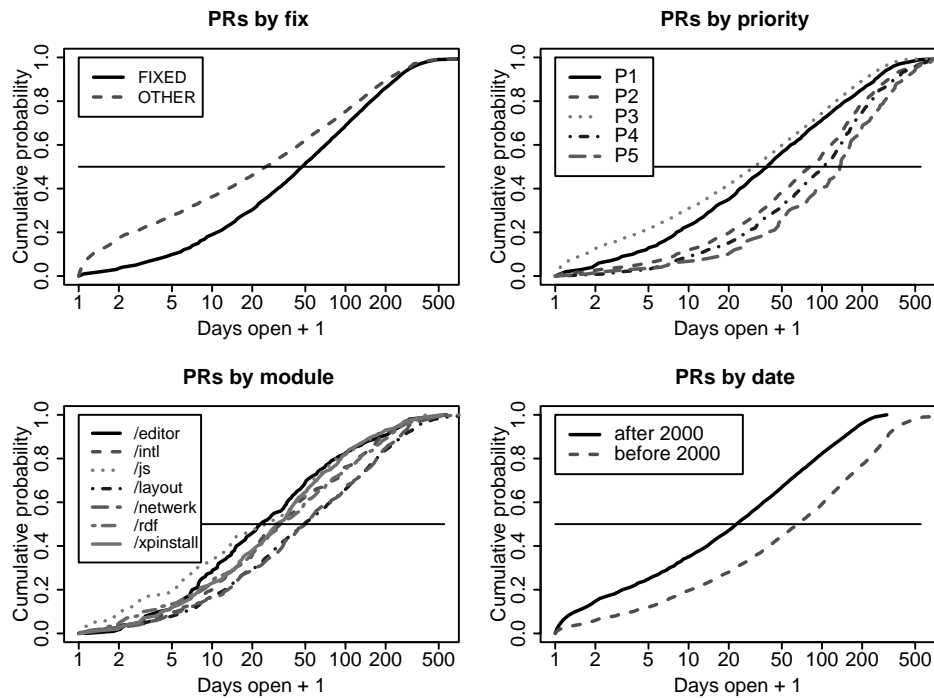 PRs by fix
Cumulative probability
0.0 0.2 0.4 0.6 0.8 1.0
FIXED
OTHER
1 2 5 10 20 50 100 500
Days open + 1
PRs by priority
Cumulative probability
0.0 0.2 0.4 0.6 0.8 1.0
P1
P2
P3
P4
P5
1 2 5 10 20 50 100 500
Days open + 1
PRs by module
Cumulative probability
0.0 0.2 0.4 0.6 0.8 1.0
/editor
/intl
/js
/layout
/netwerk
/rdf
/xpinstall
1 2 5 10 20 50 100 500
Days open + 1
PRs by date
Cumulative probability
0.0 0.2 0.4 0.6 0.8 1.0
after 2000
before 2000
1 2 5 10 20 50 100 500
Days open + 1